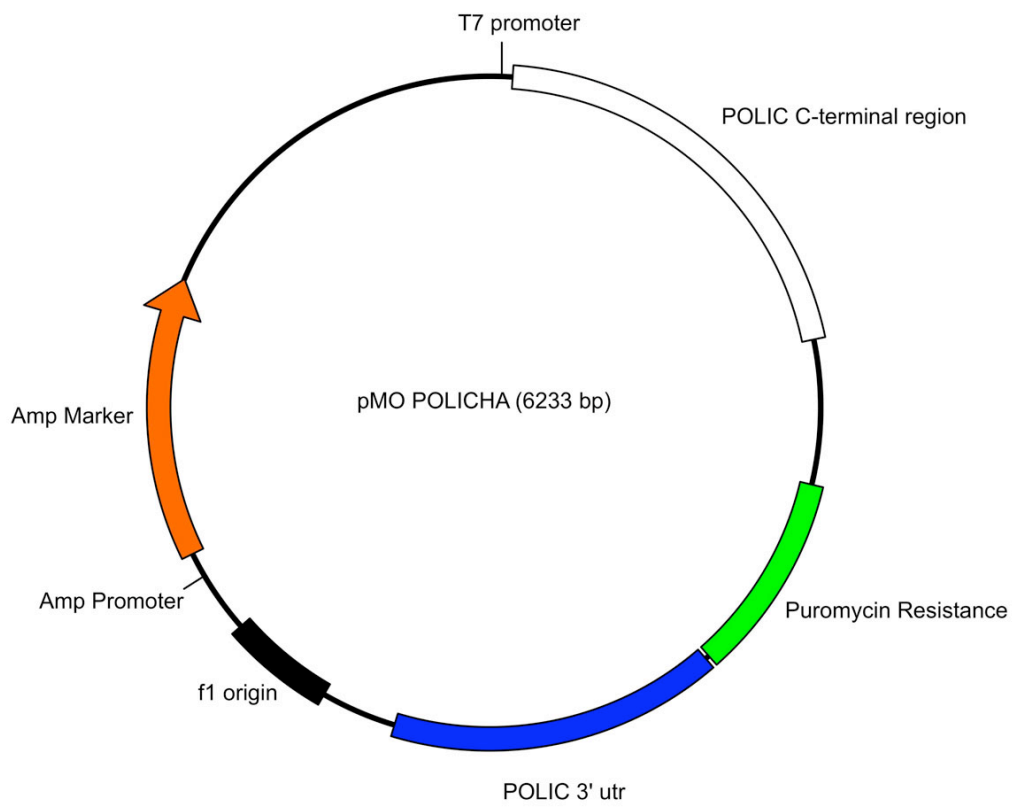 T7 promoter
POLIC C-terminal region
pMO POLICHA (6233 bp)
Amp Marker
Amp Promoter
Puromycin Resistance
f1 origin
POLIC 3' utr